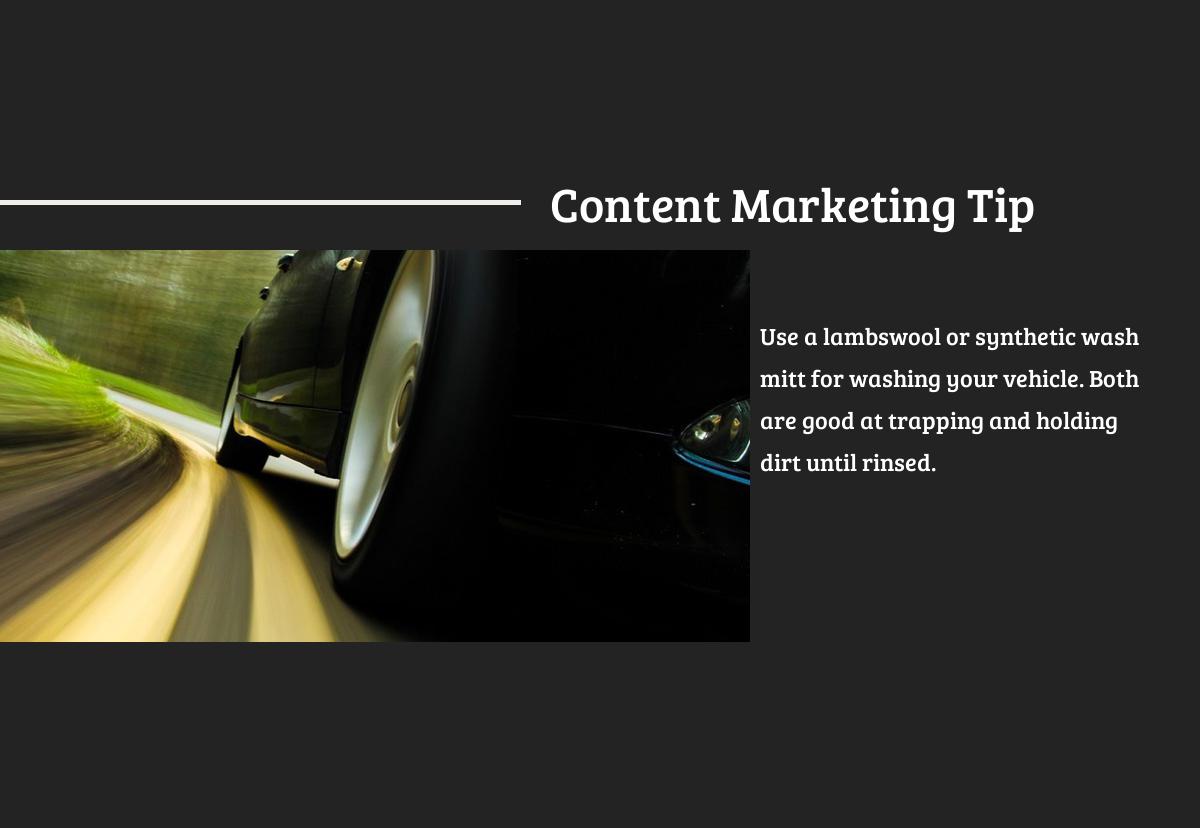 Content Marketing Tip
Use a lambswool or synthetic wash
mitt for washing your vehicle. Both
are good at trapping and holding
dirt until rinsed.